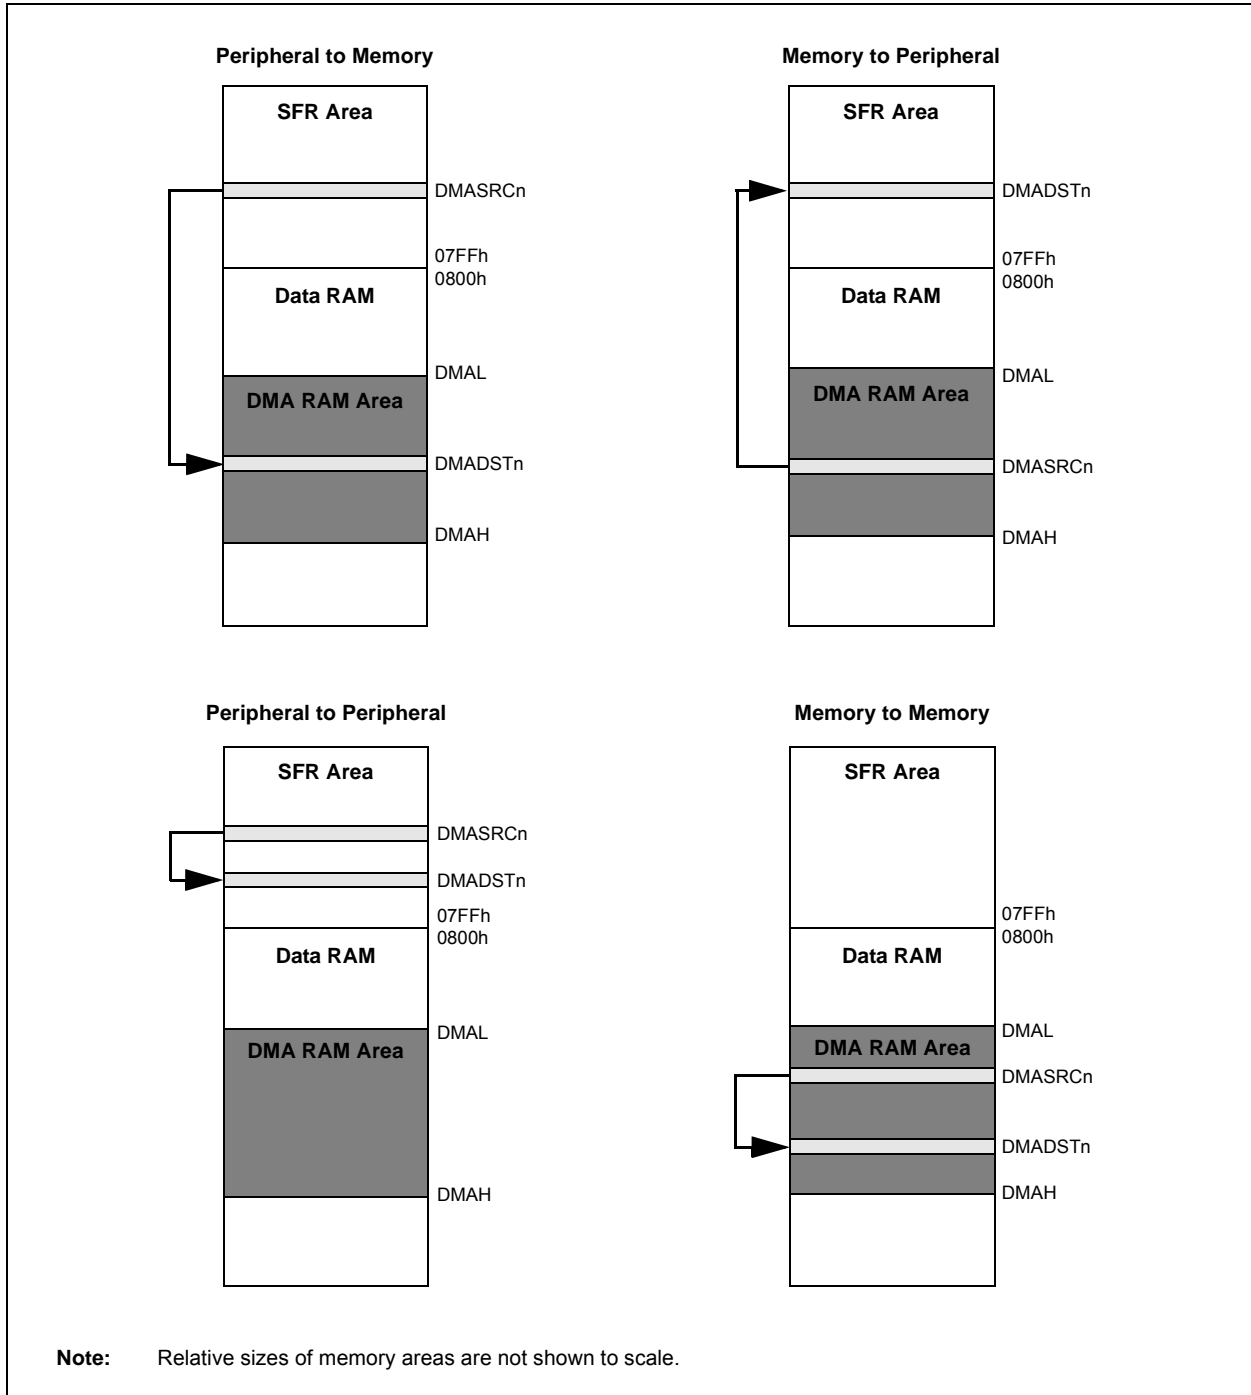 Peripheral to Memory
SFR Area
DMASRCn
07FFh
0800h
Data RAM
DMAL
DMA RAM Area
DMADSTn
DMAH
Memory to Peripheral
SFR Area
DMADSTn
07FFh
0800h
Data RAM
DMAL
DMA RAM Area
DMASRCn
DMAH
Peripheral to Peripheral
SFR Area
DMASRCn
DMADSTn
07FFh
0800h
Data RAM
DMAL
DMA RAM Area
DMAH
Memory to Memory
SFR Area
07FFh
0800h
Data RAM
DMAL
DMA RAM Area
DMASRCn
DMADSTn
DMAH
Note: Relative sizes of memory areas are not shown to scale.